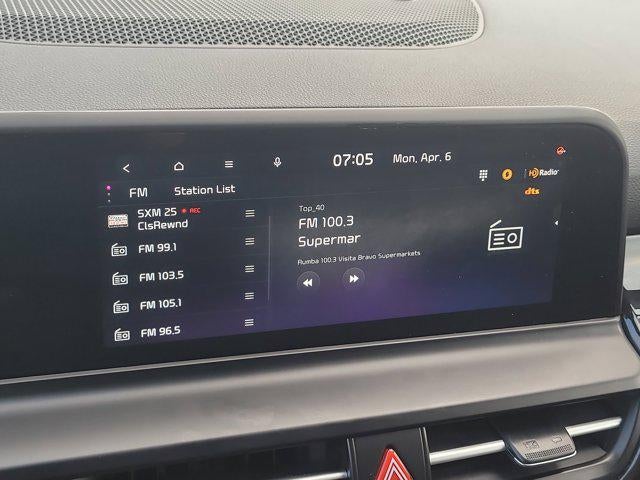 07:05 Mon, Apr. 6
FM Station List
HD Radio
dts
SXM 25 REC
ClsRewnd
FM 99.1
FM 103.5
FM 105.1
FM 96.5
Top_40
FM 100.3
Supermar
Rumba 100.3 Visita Bravo Supermarkets